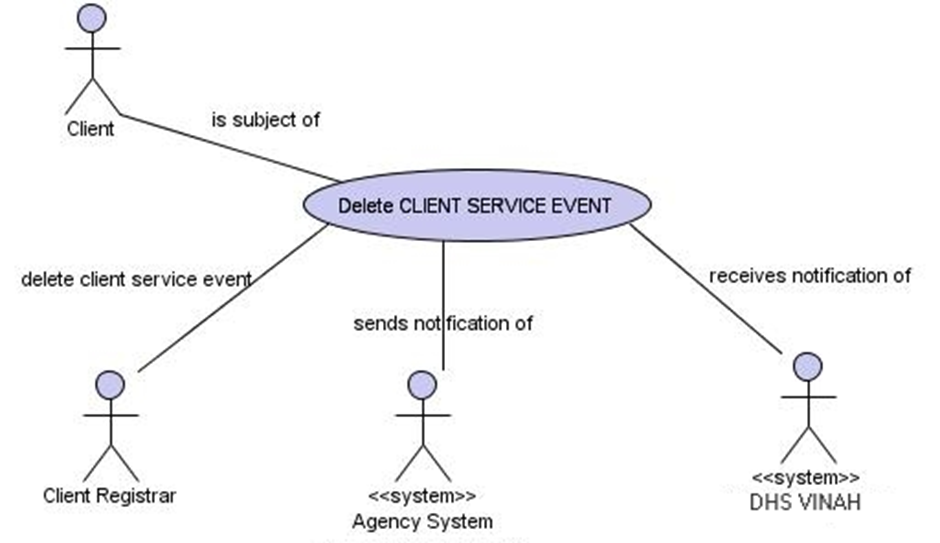 Client
is subject of
Delete CLIENT SERVICE EVENT
delete client service event
receives notification of
sends notification of
Client Registrar
<<system>>
Agency System
<<system>>
DHS VINAH